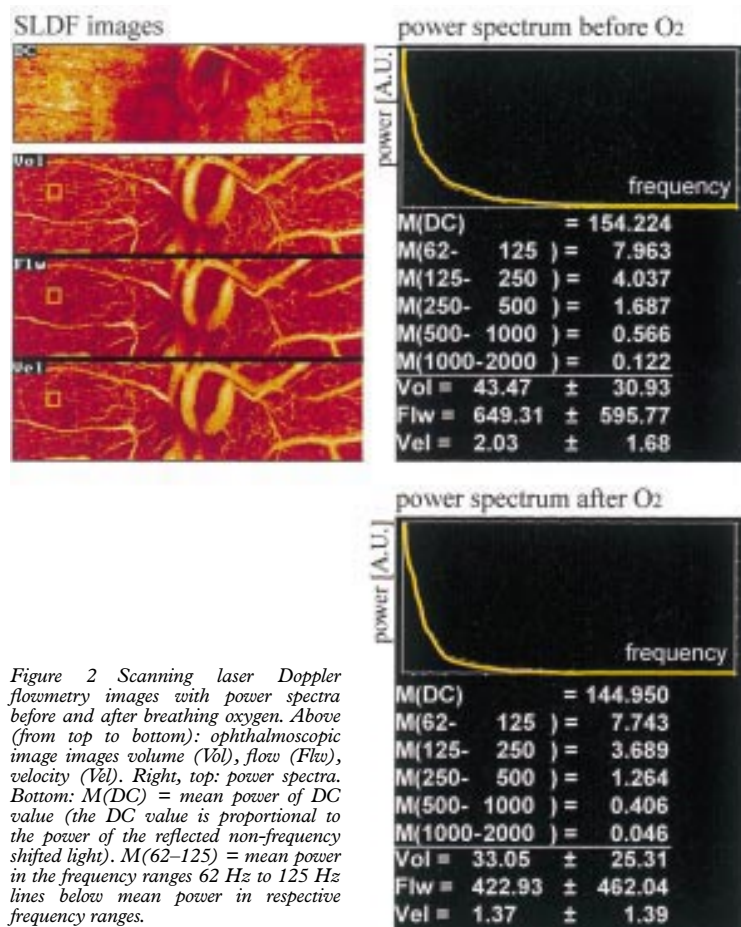 SLDF images
DC
Vol
Flw
Vel
power spectrum before O2
power [A.U.]
frequency
M(DC) = 154.224
M(62- 125 ) = 7.963
M(125- 250 ) = 4.037
M(250- 500 ) = 1.687
M(500- 1000 ) = 0.566
M(1000-2000 ) = 0.122
Vol = 43.47 ± 30.93
Flw = 649.31 ± 595.77
Vel = 2.03 ± 1.68
power spectrum after O2
power [A.U.]
frequency
M(DC) = 144.950
M(62- 125 ) = 7.743
M(125- 250 ) = 3.689
M(250- 500 ) = 1.264
M(500- 1000 ) = 0.406
M(1000-2000 ) = 0.046
Vol = 33.05 ± 25.31
Flw = 422.93 ± 462.04
Vel = 1.37 ± 1.39
Figure 2 Scanning laser Doppler
flowmetry images with power spectra
before and after breathing oxygen. Above
(from top to bottom): ophthalmoscopic
image images volume (Vol), flow (Flw),
velocity (Vel). Right, top: power spectra.
Bottom: M(DC) = mean power of DC
value (the DC value is proportional to
the power of the reflected non-frequency
shifted light). M(62–125) = mean power
in the frequency ranges 62 Hz to 125 Hz
lines below mean power in respective
frequency ranges.